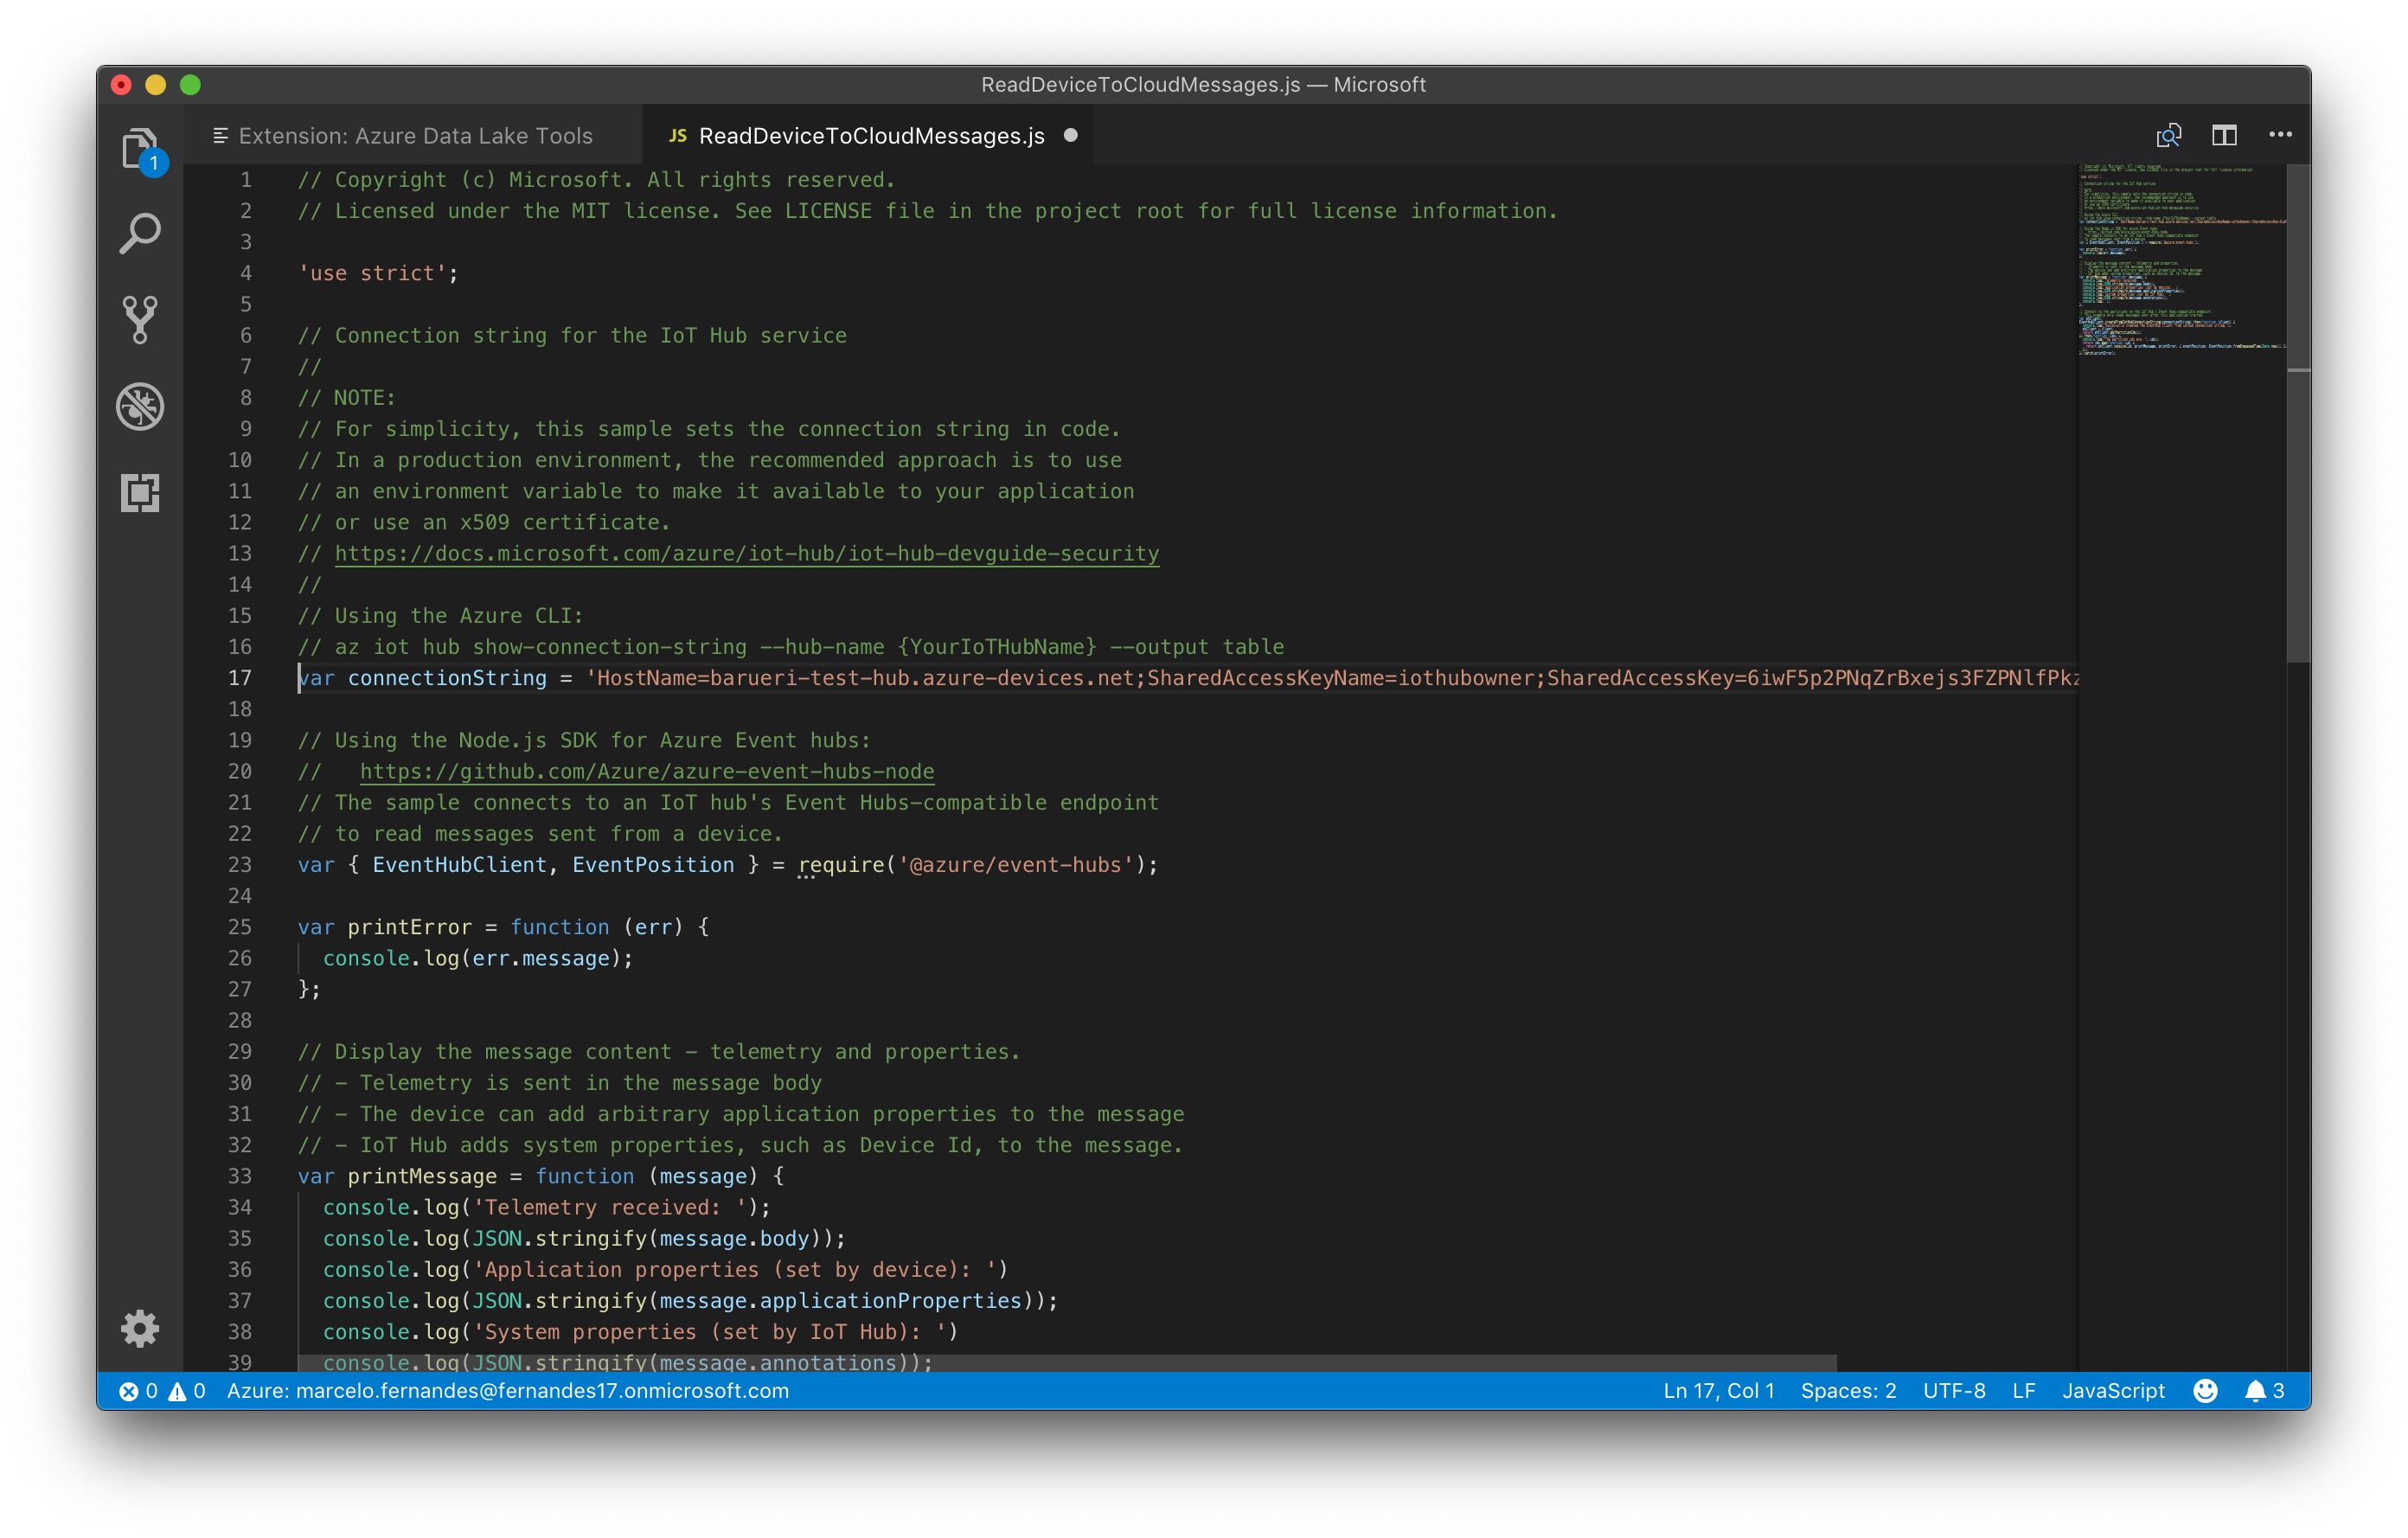 ReadDeviceToCloudMessages.js — Microsoft
Extension: Azure Data Lake Tools
JS ReadDeviceToCloudMessages.js
1
1 // Copyright (c) Microsoft. All rights reserved.
2 // Licensed under the MIT license. See LICENSE file in the project root for full license information.
3
4 'use strict';
5
6 // Connection string for the IoT Hub service
7 //
8 // NOTE:
9 // For simplicity, this sample sets the connection string in code.
10 // In a production environment, the recommended approach is to use
11 // an environment variable to make it available to your application
12 // or use an x509 certificate.
13 // https://docs.microsoft.com/azure/iot-hub/iot-hub-devguide-security
14 //
15 // Using the Azure CLI:
16 // az iot hub show-connection-string --hub-name {YourIoTHubName} --output table
17 var connectionString = 'HostName=barueri-test-hub.azure-devices.net;SharedAccessKeyName=iothubowner;SharedAccessKey=6iwF5p2PNqZrBxejs3FZPNlfPkz
18
19 // Using the Node.js SDK for Azure Event hubs:
20 //   https://github.com/Azure/azure-event-hubs-node
21 // The sample connects to an IoT hub's Event Hubs-compatible endpoint
22 // to read messages sent from a device.
23 var { EventHubClient, EventPosition } = require('@azure/event-hubs');
24
25 var printError = function (err) {
26   console.log(err.message);
27 };
28
29 // Display the message content - telemetry and properties.
30 // - Telemetry is sent in the message body
31 // - The device can add arbitrary application properties to the message
32 // - IoT Hub adds system properties, such as Device Id, to the message.
33 var printMessage = function (message) {
34   console.log('Telemetry received: ');
35   console.log(JSON.stringify(message.body));
36   console.log('Application properties (set by device): ')
37   console.log(JSON.stringify(message.applicationProperties));
38   console.log('System properties (set by IoT Hub): ')
39   console.log(JSON.stringify(message.annotations));
0 0 Azure: marcelo.fernandes@fernandes17.onmicrosoft.com Ln 17, Col 1 Spaces: 2 UTF-8 LF JavaScript 3